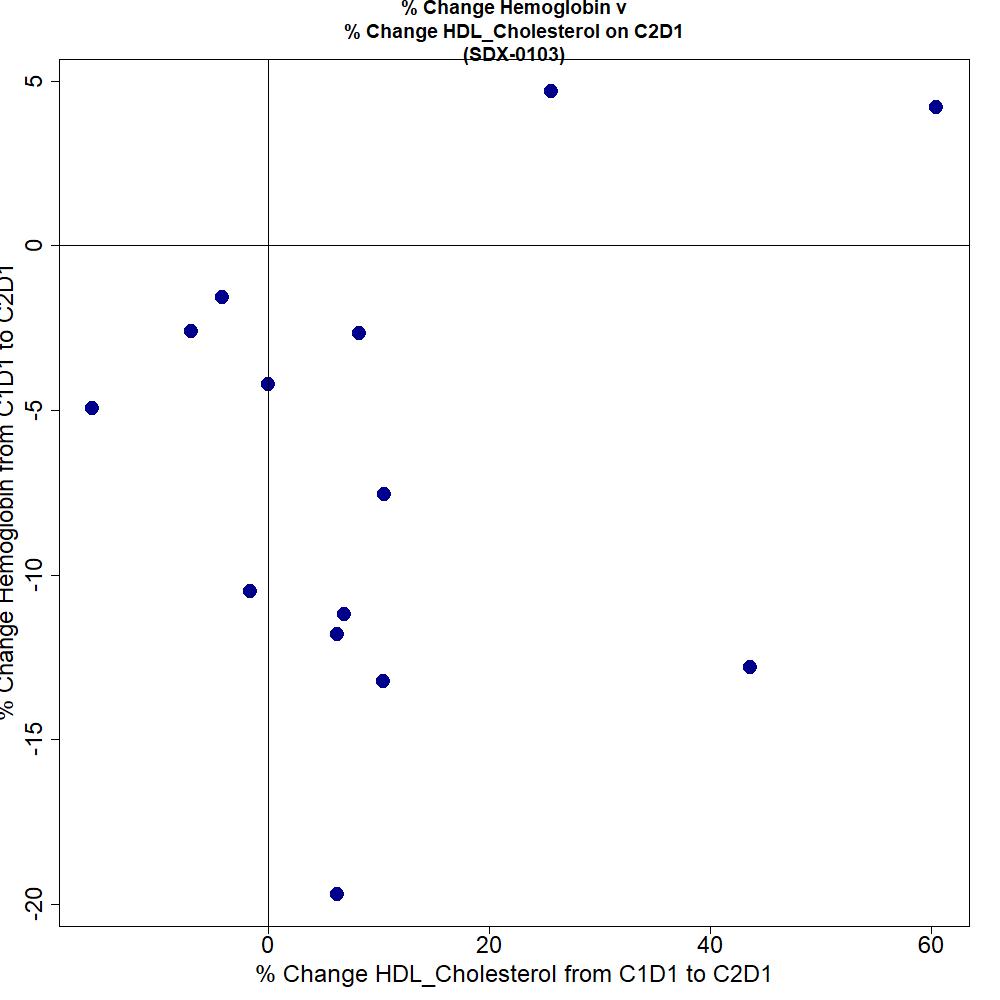 % Change Hemoglobin v
% Change HDL_Cholesterol on C2D1
(SDX-0103)
% Change Hemoglobin from C1D1 to C2D1
5
0
-5
-10
-15
-20
0
20
40
60
% Change HDL_Cholesterol from C1D1 to C2D1